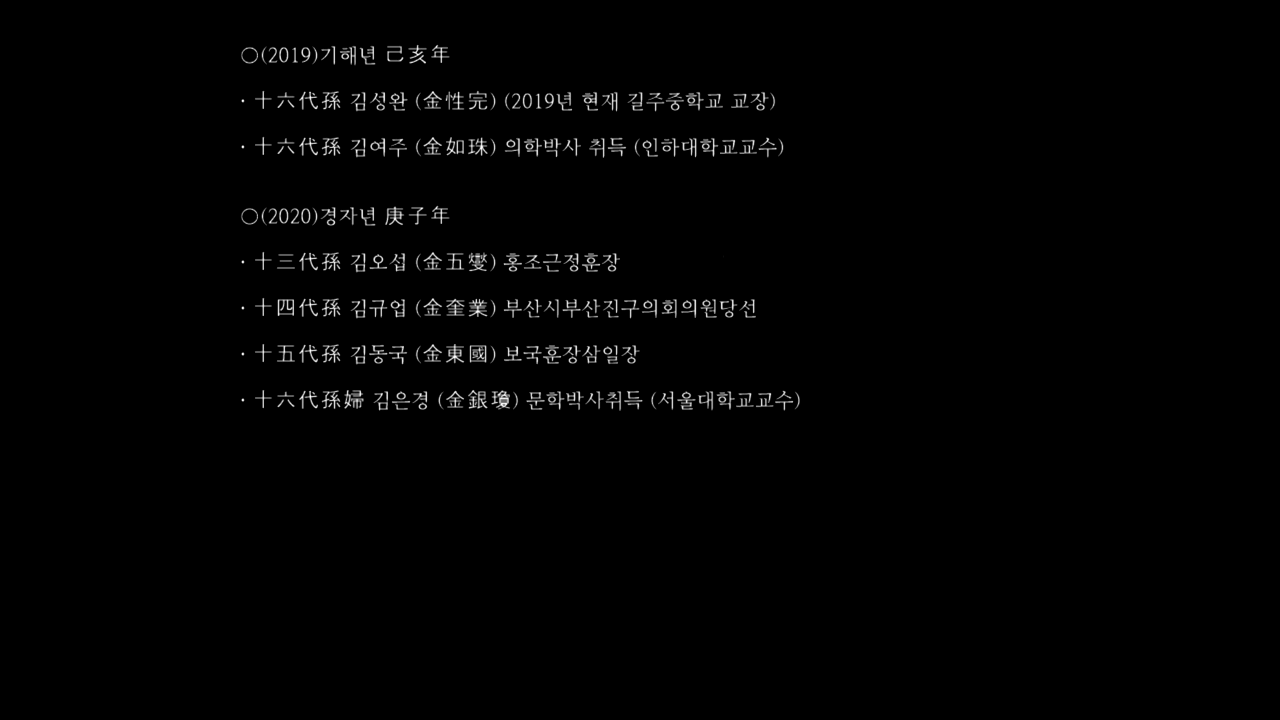 ○(2019)기해년 己亥年
· 十六代孫 김성완 (金性完) (2019년 현재 길주중학교 교장)
· 十六代孫 김여주 (金如珠) 의학박사 취득 (인하대학교교수)
○(2020)경자년 庚子年
· 十三代孫 김오섭 (金五燮) 홍조근정훈장
· 十四代孫 김규업 (金奎業) 부산시부산진구의회의원당선
· 十五代孫 김동국 (金東國) 보국훈장삼일장
· 十六代孫婦 김은경 (金銀瓊) 문학박사취득 (서울대학교교수)